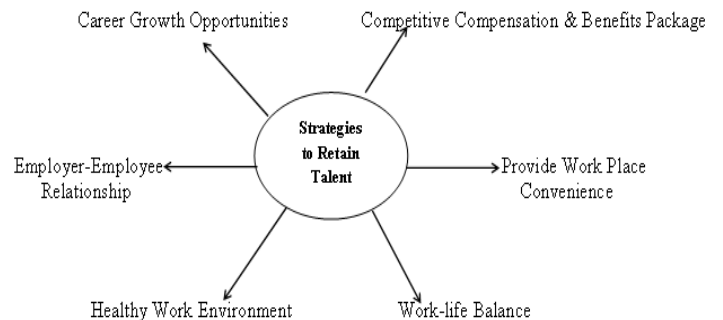 Career Growth Opportunities
Competitive Compensation & Benefits Package
Strategies
to Retain
Talent
Employer-Employee
Relationship
Provide Work Place
Convenience
Healthy Work Environment
Work-life Balance